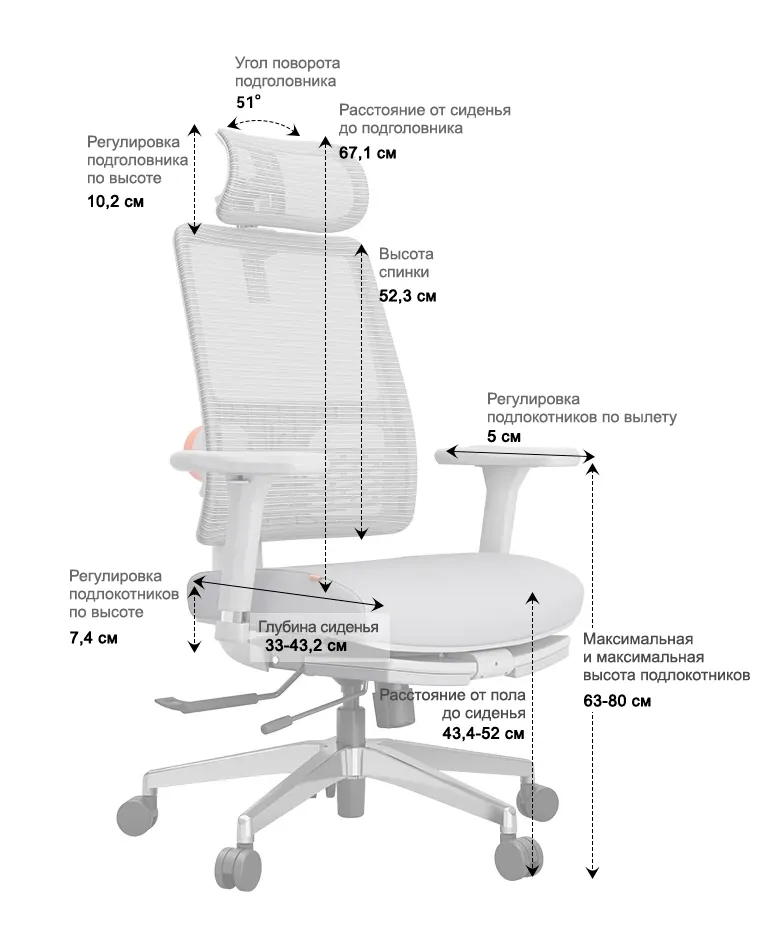 Угол поворота
подголовника
51°
Расстояние от сиденья
до подголовника
67,1 см
Регулировка
подголовника
по высоте
10,2 см
Высота
спинки
52,3 см
Регулировка
подлокотников по вылету
5 см
Регулировка
подлокотников
по высоте
7,4 см
Глубина сиденья
33-43,2 см
Максимальная
и максимальная
высота подлокотников
63-80 см
Расстояние от пола
до сиденья
43,4-52 см